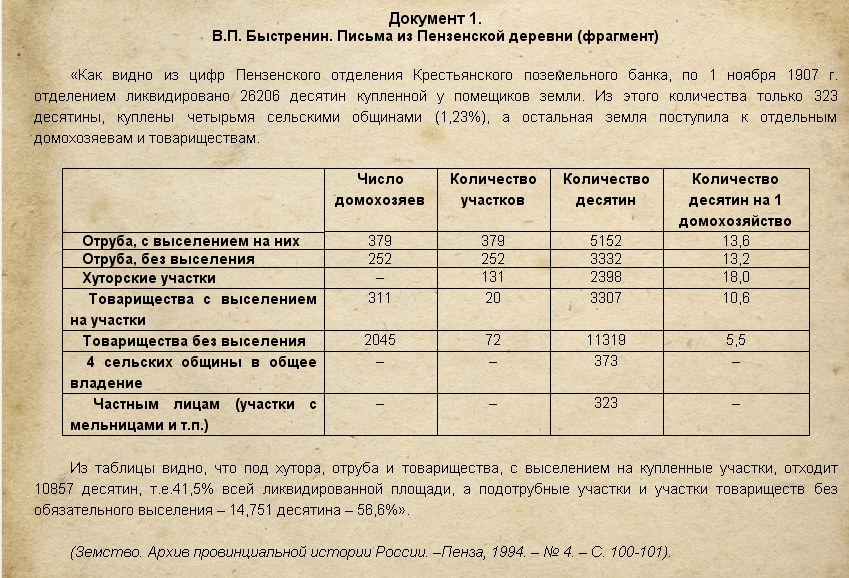 Документ 1.
В.П. Быстренин. Письма из Пензенской деревни (фрагмент)
«Как видно из цифр Пензенского отделения Крестьянского поземельного банка, по 1 ноября 1907 г.
отделением ликвидировано 26206 десятин купленной у помещиков земли. Из этого количества только 323
десятины, куплены четырьмя сельскими общинами (1,23%), а остальная земля поступила к отдельным
домохозяевам и товариществам.
Число Количество Количество Количество
домохозяев участков десятин десятин на 1
домохозяйство
Отруба, с выселением на них 379 379 5152 13,6
Отруба, без выселения 252 252 3332 13,2
Хуторские участки – 131 2398 18,0
Товарищества с выселением 311 20 3307 10,6
на участки
Товарищества без выселения 2045 72 11319 5,5
4 сельских общины в общее – – 373 –
владение
Частным лицам (участки с – – 323 –
мельницами и т.п.)
Из таблицы видно, что под хутора, отруба и товарищества, с выселением на купленные участки, отходит
10857 десятин, т.е.41,5% всей ликвидированной площади, а подотрубные участки и участки товариществ без
обязательного выселения – 14,751 десятина – 56,6%».
(Земство. Архив провинциальной истории России. –Пенза, 1994. – № 4. – С. 100-101).